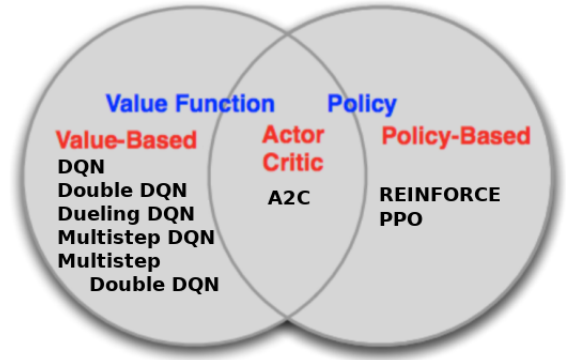 Value Function
Policy
Value-Based
Actor
Critic
Policy-Based
DQN
Double DQN
Dueling DQN
Multistep DQN
Multistep
Double DQN
A2C
REINFORCE
PPO